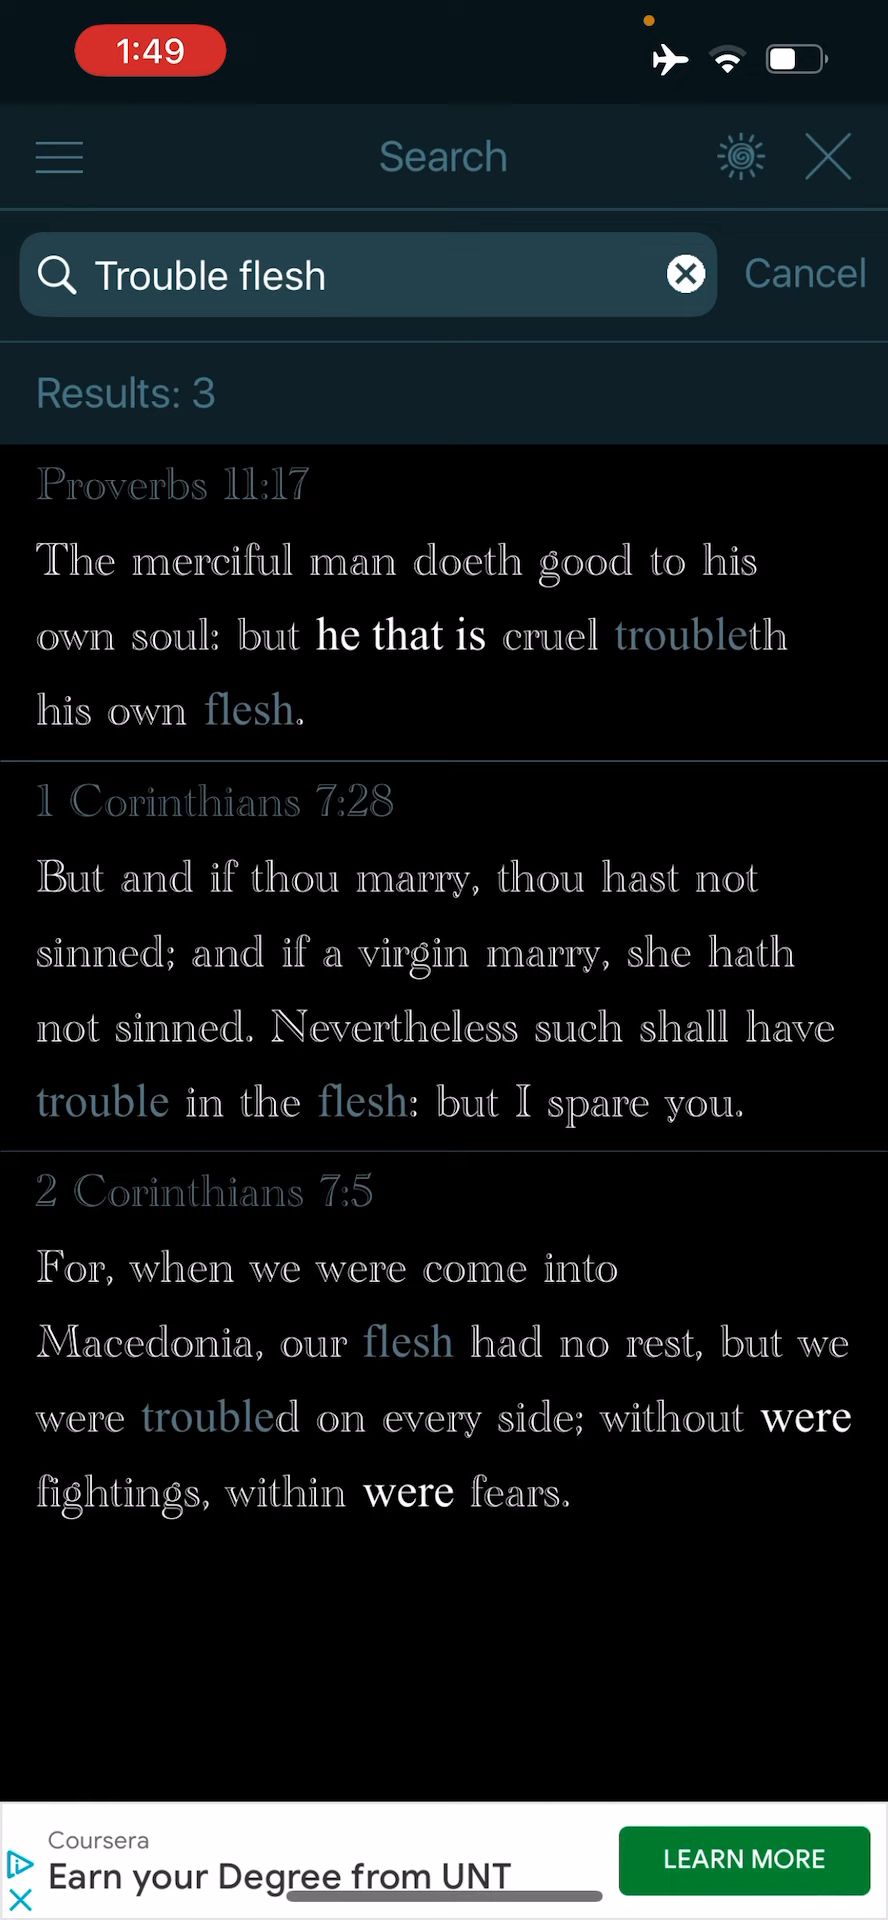 1:49
Search
Trouble flesh
Cancel
Results: 3
Proverbs 11:17
The merciful man doeth good to his
own soul: but he that is cruel troubleth
his own flesh.
1 Corinthians 7:28
But and if thou marry, thou hast not
sinned; and if a virgin marry, she hath
not sinned. Nevertheless such shall have
trouble in the flesh: but I spare you.
2 Corinthians 7:5
For, when we were come into
Macedonia, our flesh had no rest, but we
were troubled on every side; without were
fightings, within were fears.
Coursera
Earn your Degree from UNT
LEARN MORE